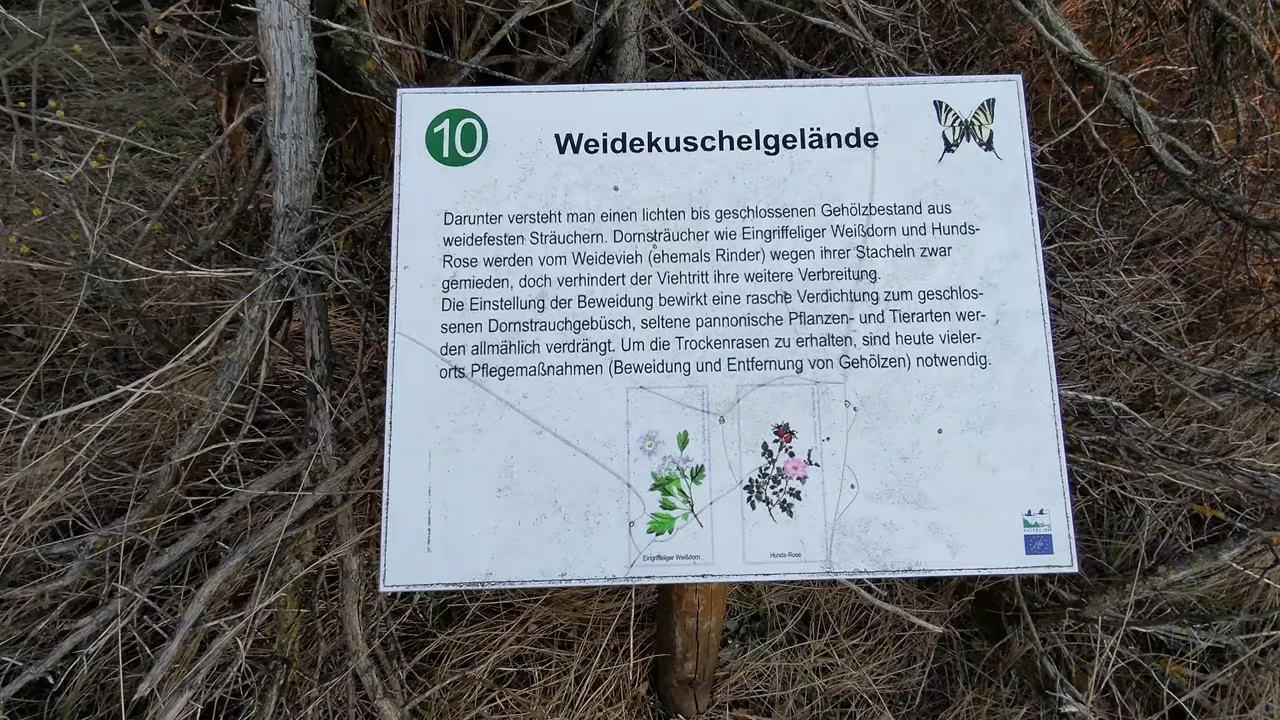 10
Weidekuschelgelände
Darunter versteht man einen lichten bis geschlossenen Gehölzbestand aus
weidefesten Sträuchern. Dornsträucher wie Eingriffeliger Weißdorn und Hunds-
Rose werden vom Weidevieh (ehemals Rinder) wegen ihrer Stacheln zwar
gemieden, doch verhindert der Viehtritt ihre weitere Verbreitung.
Die Einstellung der Beweidung bewirkt eine rasche Verdichtung zum geschlos-
senen Dornstrauchgebüsch, seltene pannonische Pflanzen- und Tierarten wer-
den allmählich verdrängt. Um die Trockenrasen zu erhalten, sind heute vieler-
orts Pflegemaßnahmen (Beweidung und Entfernung von Gehölzen) notwendig.
Eingriffeliger Weißdorn
Hunds-Rose